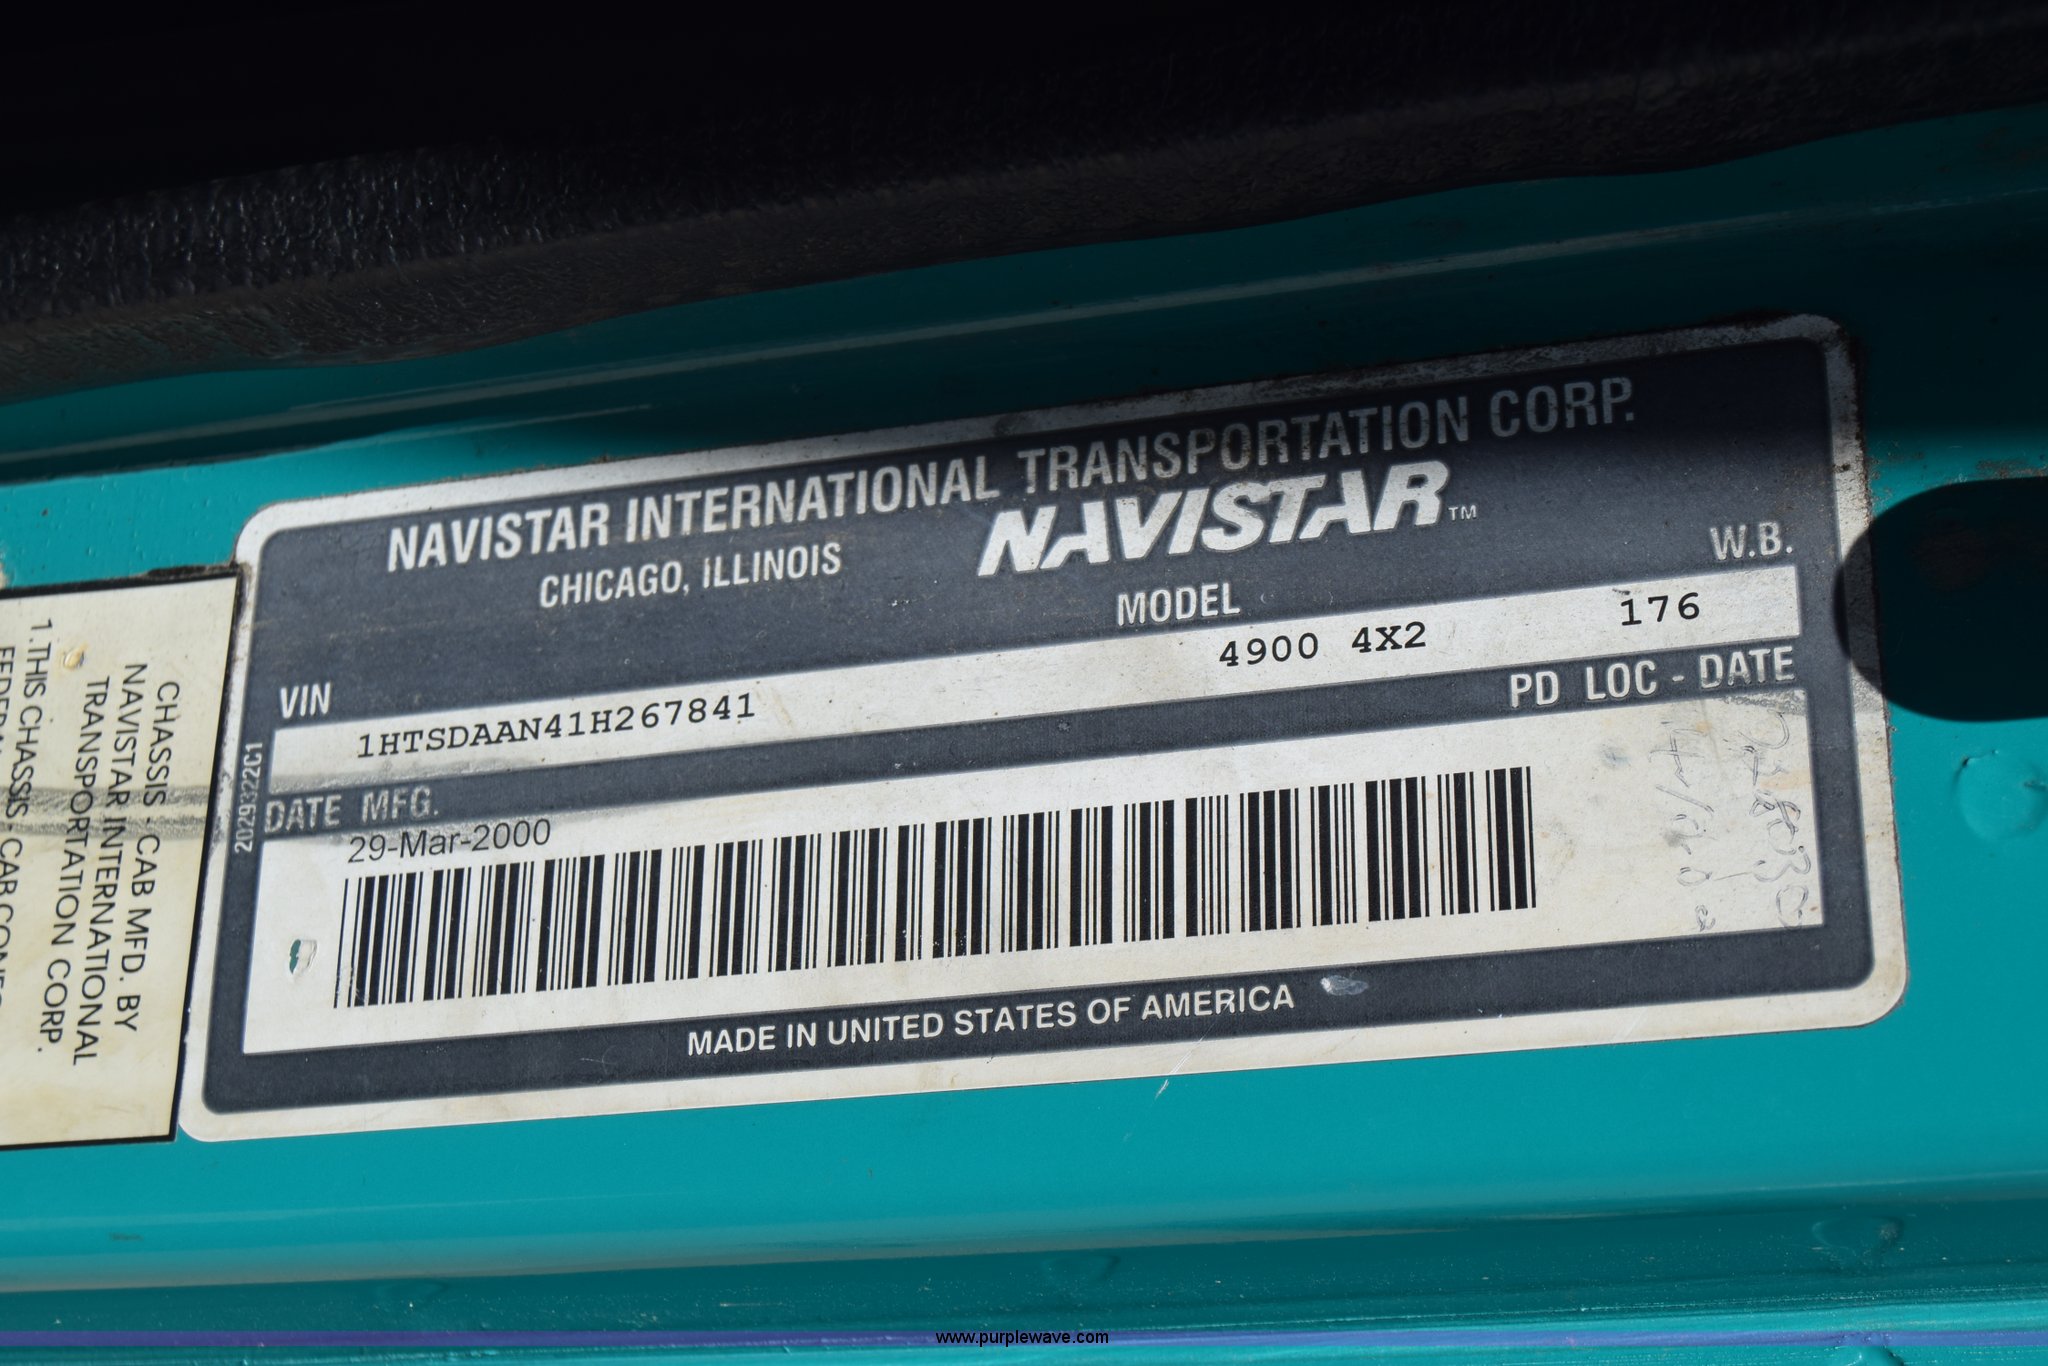 NAVISTAR INTERNATIONAL TRANSPORTATION CORP.
CHICAGO, ILLINOIS
NAVISTAR™
MODEL
W.B.
4900 4X2
176
VIN
1HTSDAAN41H267841
PD LOC - DATE
DATE MFG.
29-Mar-2000
2029322C1
MADE IN UNITED STATES OF AMERICA
CHASSIS - CAB MFD. BY
NAVISTAR INTERNATIONAL
TRANSPORTATION CORP.
1. THIS CHASSIS - CAB CONFO
www.purplewave.com